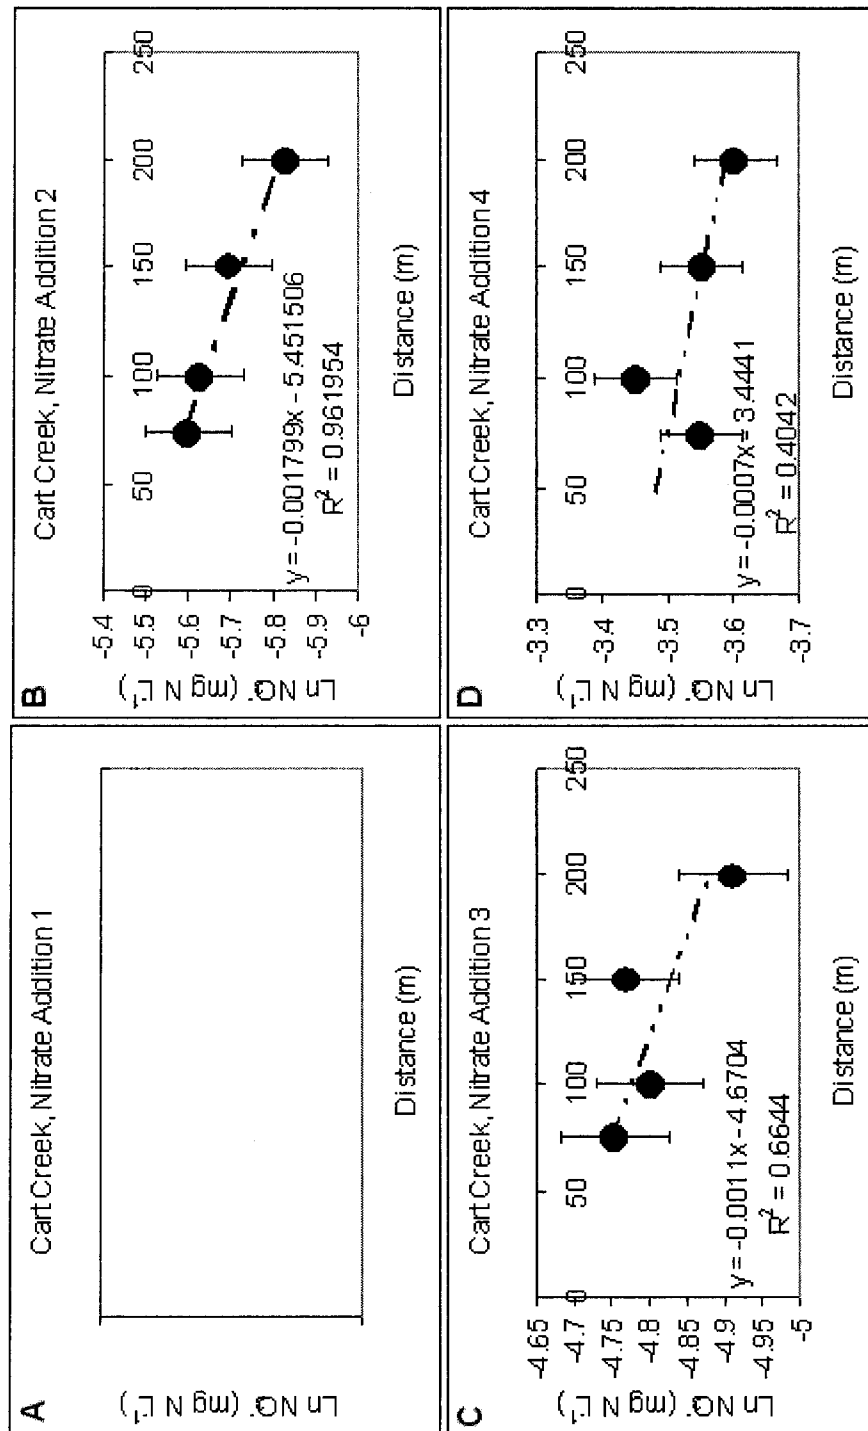 A
Cart Creek, Nitrate Addition 1
Ln NO⁻ (mg N L⁻¹)
Distance (m)
B
Cart Creek, Nitrate Addition 2
Ln NO⁻ (mg N L⁻¹)
0 50 100 150 200 250
-5.4
-5.5
-5.6
-5.7
-5.8
-5.9
-6
y = -0.001799x - 5.451506
R² = 0.961954
Distance (m)
C
Cart Creek, Nitrate Addition 3
Ln NO⁻ (mg N L⁻¹)
0 50 100 150 200 250
-4.65
-4.7
-4.75
-4.8
-4.85
-4.9
-4.95
-5
y = -0.0011x - 4.6704
R² = 0.6644
Distance (m)
D
Cart Creek, Nitrate Addition 4
Ln NO⁻ (mg N L⁻¹)
0 50 100 150 200 250
-3.3
-3.4
-3.5
-3.6
-3.7
y = -0.0007x - 3.4441
R² = 0.4042
Distance (m)